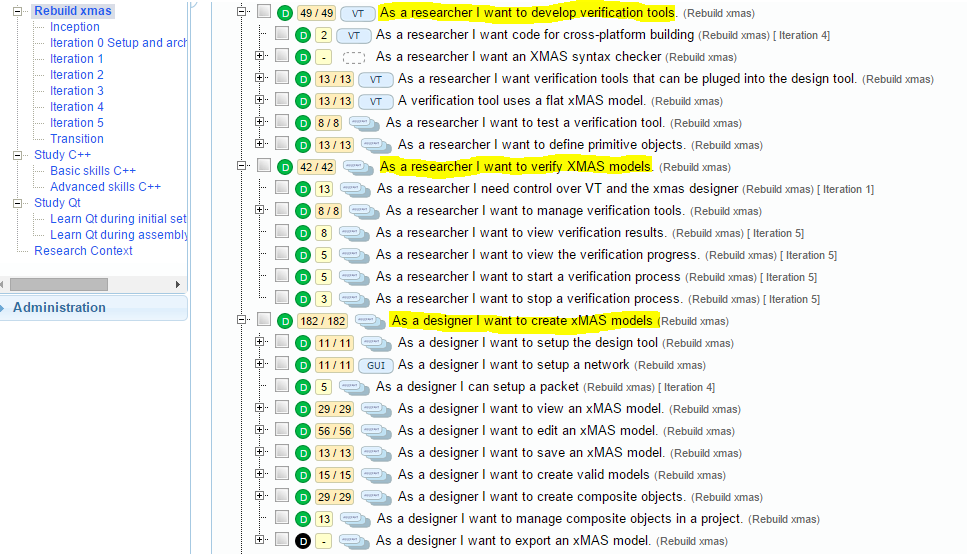 Rebuild xmas
Inception
Iteration 0 Setup and arch
Iteration 1
Iteration 2
Iteration 3
Iteration 4
Iteration 5
Transition
Study C++
Basic skills C++
Advanced skills C++
Study Qt
Learn Qt during initial set
Learn Qt during assembly
Research Context
Administration
D 49 / 49 VT As a researcher I want to develop verification tools. (Rebuild xmas)
D 2 VT As a researcher I want code for cross-platform building (Rebuild xmas) [ Iteration 4]
D - As a researcher I want an XMAS syntax checker (Rebuild xmas)
D 13 / 13 VT As a researcher I want verification tools that can be pluged into the design tool. (Rebuild xmas)
D 13 / 13 VT A verification tool uses a flat xMAS model. (Rebuild xmas)
D 8 / 8 As a researcher I want to test a verification tool. (Rebuild xmas)
D 13 / 13 As a researcher I want to define primitive objects. (Rebuild xmas)
D 42 / 42 As a researcher I want to verify XMAS models. (Rebuild xmas)
D 13 As a researcher I need control over VT and the xmas designer (Rebuild xmas) [ Iteration 1]
D 8 / 8 As a researcher I want to manage verification tools. (Rebuild xmas)
D 8 As a researcher I want to view verification results. (Rebuild xmas) [ Iteration 5]
D 5 As a researcher I want to view the verification progress. (Rebuild xmas) [ Iteration 5]
D 5 As a researcher I want to start a verification process (Rebuild xmas) [ Iteration 5]
D 3 As a researcher I want to stop a verification process. (Rebuild xmas) [ Iteration 5]
D 182 / 182 As a designer I want to create xMAS models (Rebuild xmas)
D 11 / 11 As a designer I want to setup the design tool (Rebuild xmas)
D 11 / 11 GUI As a designer I want to setup a network (Rebuild xmas)
D 5 As a designer I can setup a packet (Rebuild xmas) [ Iteration 4]
D 29 / 29 As a designer I want to view an xMAS model. (Rebuild xmas)
D 56 / 56 As a designer I want to edit an xMAS model. (Rebuild xmas)
D 13 / 13 As a designer I want to save an xMAS model. (Rebuild xmas)
D 15 / 15 As a designer I want to create valid models (Rebuild xmas)
D 29 / 29 As a designer I want to create composite objects. (Rebuild xmas)
D 13 As a designer I want to manage composite objects in a project. (Rebuild xmas)
D - As a designer I want to export an xMAS model. (Rebuild xmas)